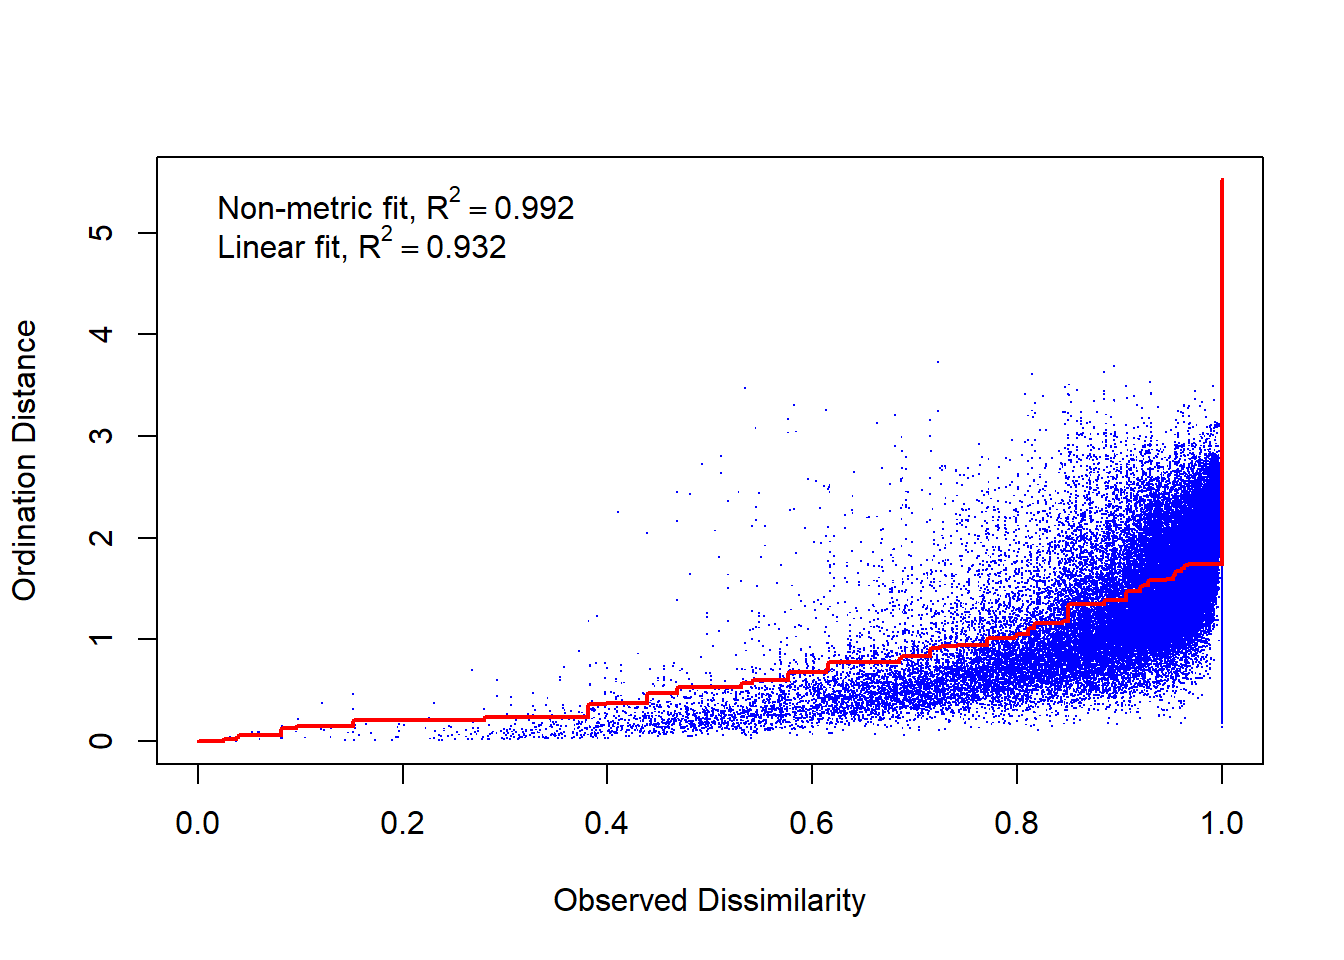 Non-metric fit, R² = 0.992
Linear fit, R² = 0.932
Ordination Distance
5
4
3
2
1
0
0.0 0.2 0.4 0.6 0.8 1.0
Observed Dissimilarity